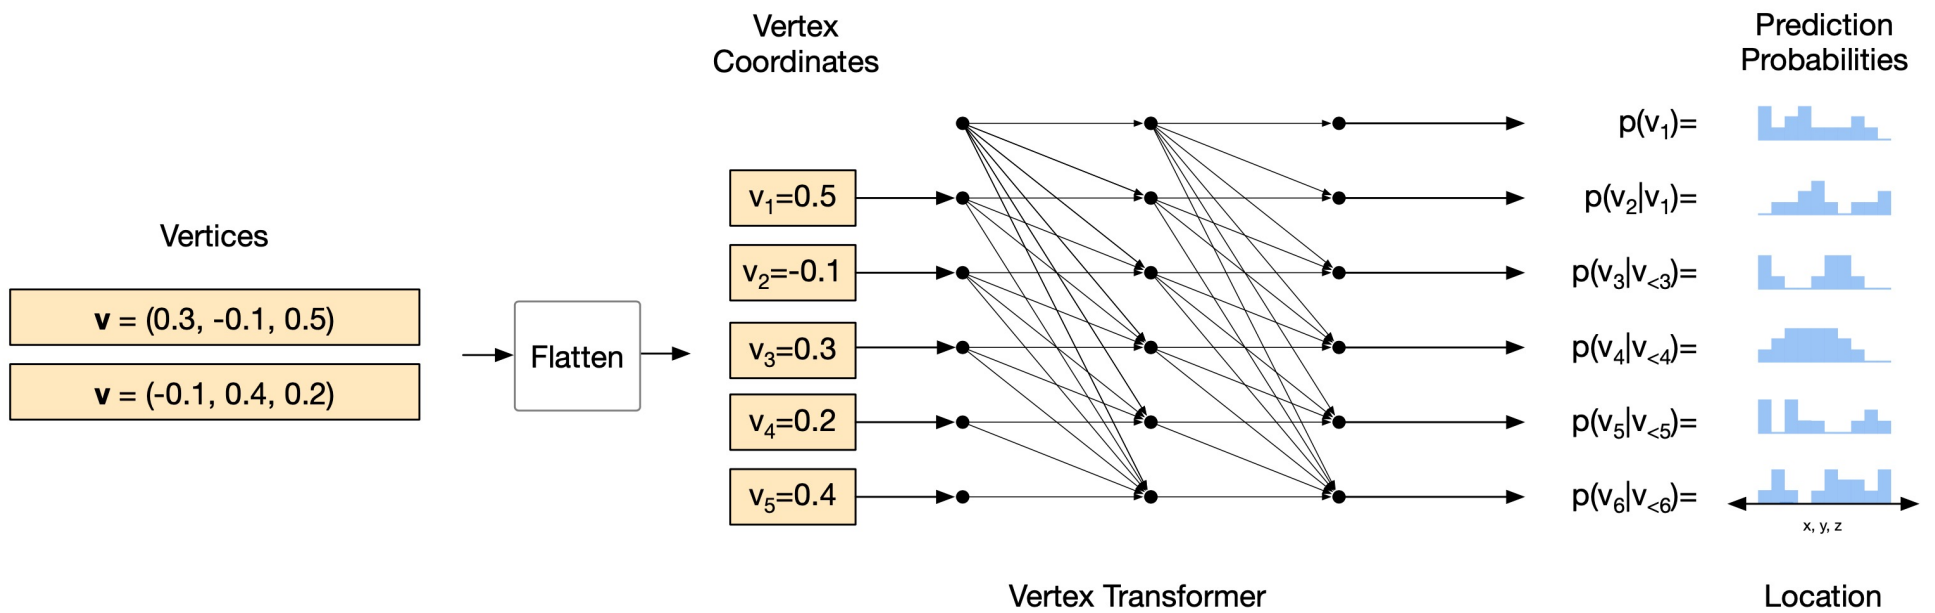 Vertices
v = (0.3, -0.1, 0.5)
v = (-0.1, 0.4, 0.2)
Flatten
Vertex
Coordinates
v₁=0.5
v₂=-0.1
v₃=0.3
v₄=0.2
v₅=0.4
Vertex Transformer
Prediction
Probabilities
p(v₁)=
p(v₂|v₁)=
p(v₃|v<₃)=
p(v₄|v<₄)=
p(v₅|v<₅)=
p(v₆|v<₆)=
x, y, z
Location